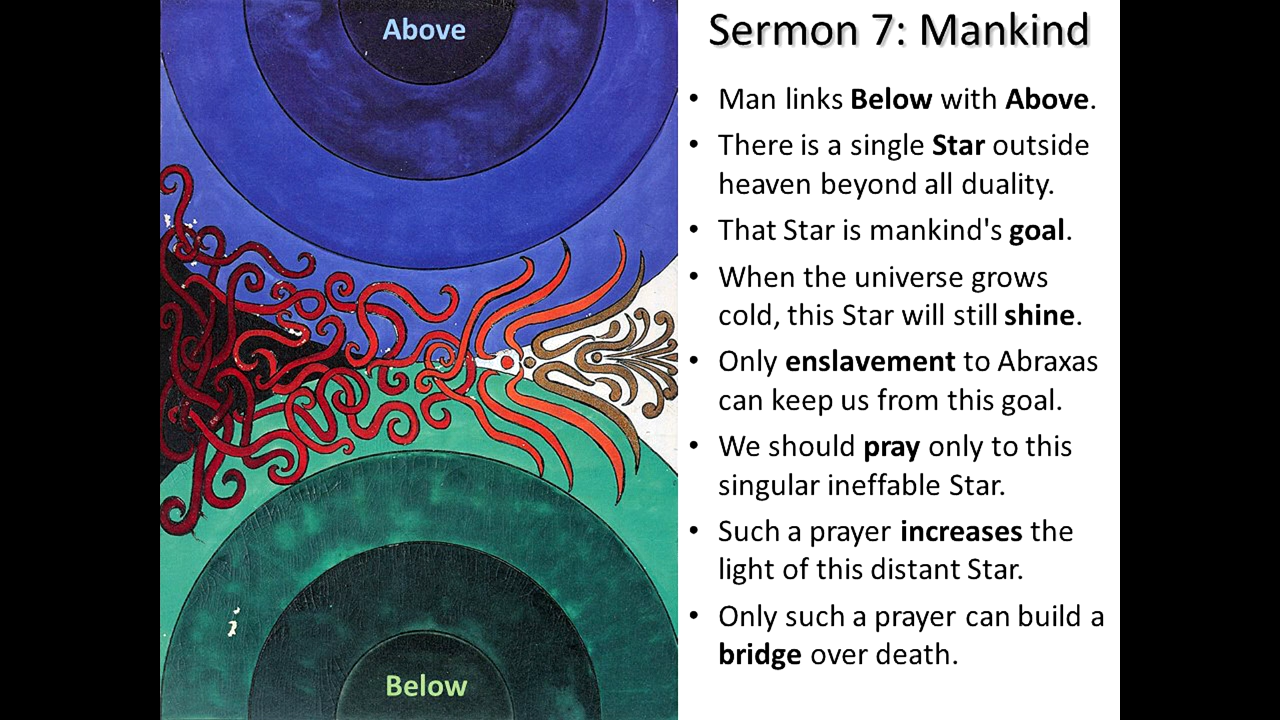 Above
Below
Sermon 7: Mankind
• Man links Below with Above.
• There is a single Star outside
heaven beyond all duality.
• That Star is mankind's goal.
• When the universe grows
cold, this Star will still shine.
• Only enslavement to Abraxas
can keep us from this goal.
• We should pray only to this
singular ineffable Star.
• Such a prayer increases the
light of this distant Star.
• Only such a prayer can build a
bridge over death.